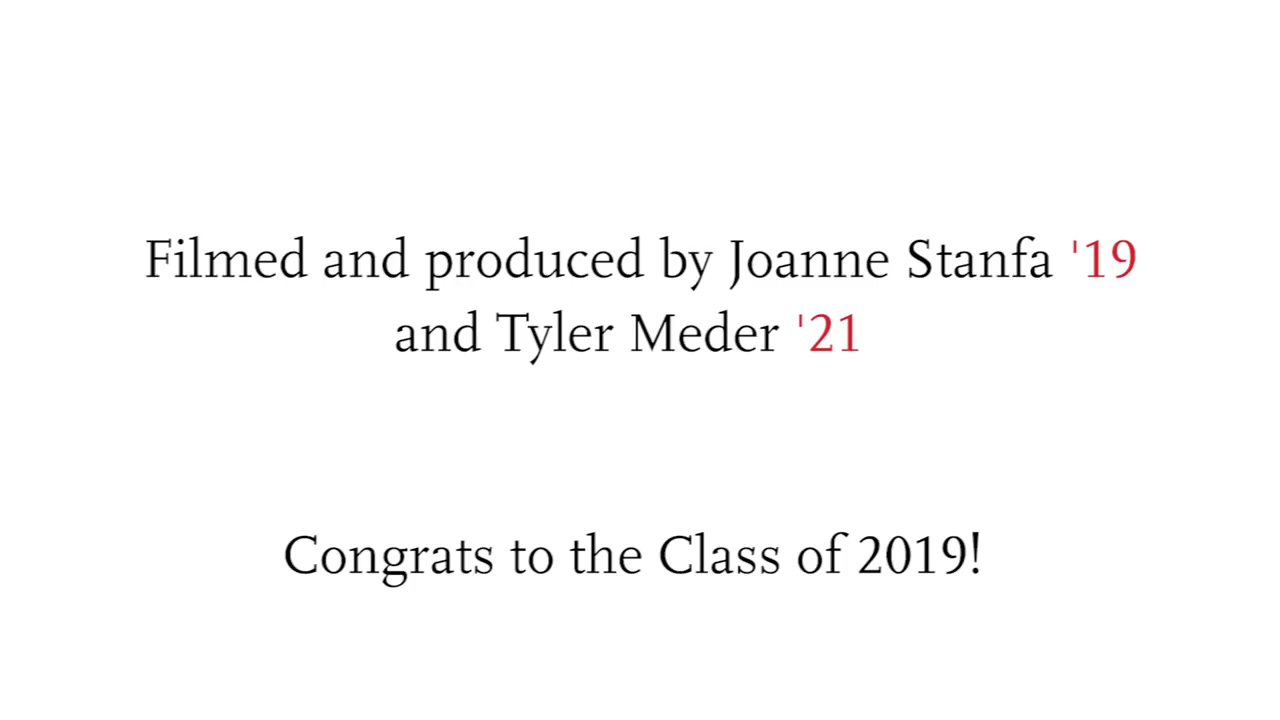 Filmed and produced by Joanne Stanfa '19
and Tyler Meder '21
Congrats to the Class of 2019!